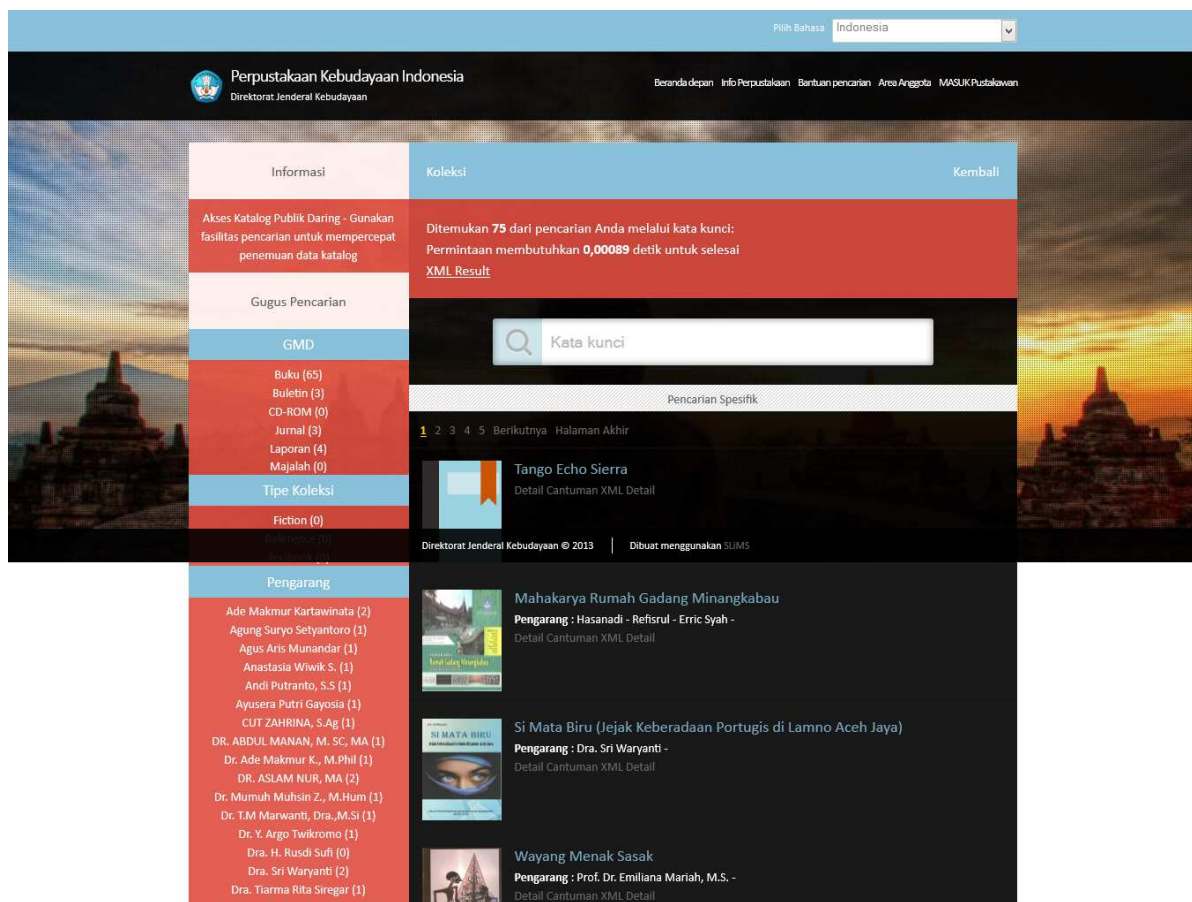 Pilih Bahasa Indonesia
Perpustakaan Kebudayaan Indonesia
Direktorat Jenderal Kebudayaan
Beranda depan Info Perpustakaan Bantuan pencarian Area Anggota MASUK Pustakawan
Informasi
Akses Katalog Publik Daring - Gunakan
fasilitas pencarian untuk mempercepat
penemuan data katalog
Gugus Pencarian
GMD
Buku (65)
Buletin (3)
CD-ROM (0)
Jurnal (3)
Laporan (4)
Majalah (0)
Tipe Koleksi
Fiction (0)
Reference (0)
Textbook (0)
Pengarang
Ade Makmur Kartawinata (2)
Agung Suryo Setyantoro (1)
Agus Aris Munandar (1)
Anastasia Wiwik S. (1)
Andi Putranto, S.S (1)
Ayusera Putri Gayosia (1)
CUT ZAHRINA, S.Ag (1)
DR. ABDUL MANAN, M. SC, MA (1)
Dr. Ade Makmur K., M.Phil (1)
DR. ASLAM NUR, MA (2)
Dr. Mumuh Muhsin Z., M.Hum (1)
Dr. T.M Marwanti, Dra.,M.Si (1)
Dr. Y. Argo Twikromo (1)
Dra. H. Rusdi Sufi (0)
Dra. Sri Waryanti (2)
Dra. Tiarma Rita Siregar (1)
Koleksi Kembali
Ditemukan 75 dari pencarian Anda melalui kata kunci:
Permintaan membutuhkan 0,00089 detik untuk selesai
XML Result
Kata kunci
Pencarian Spesifik
1 2 3 4 5 Berikutnya Halaman Akhir
Tango Echo Sierra
Detail Cantuman XML Detail
Direktorat Jenderal Kebudayaan © 2013 Dibuat menggunakan SLiMS
Mahakarya Rumah Gadang Minangkabau
Pengarang : Hasanadi - Refisrul - Erric Syah -
Detail Cantuman XML Detail
Rumah Gadang Minangkabau
Si Mata Biru (Jejak Keberadaan Portugis di Lamno Aceh Jaya)
Pengarang : Dra. Sri Waryanti -
Detail Cantuman XML Detail
SI MATA BIRU
Wayang Menak Sasak
Pengarang : Prof. Dr. Emiliana Mariah, M.S. -
Detail Cantuman XML Detail